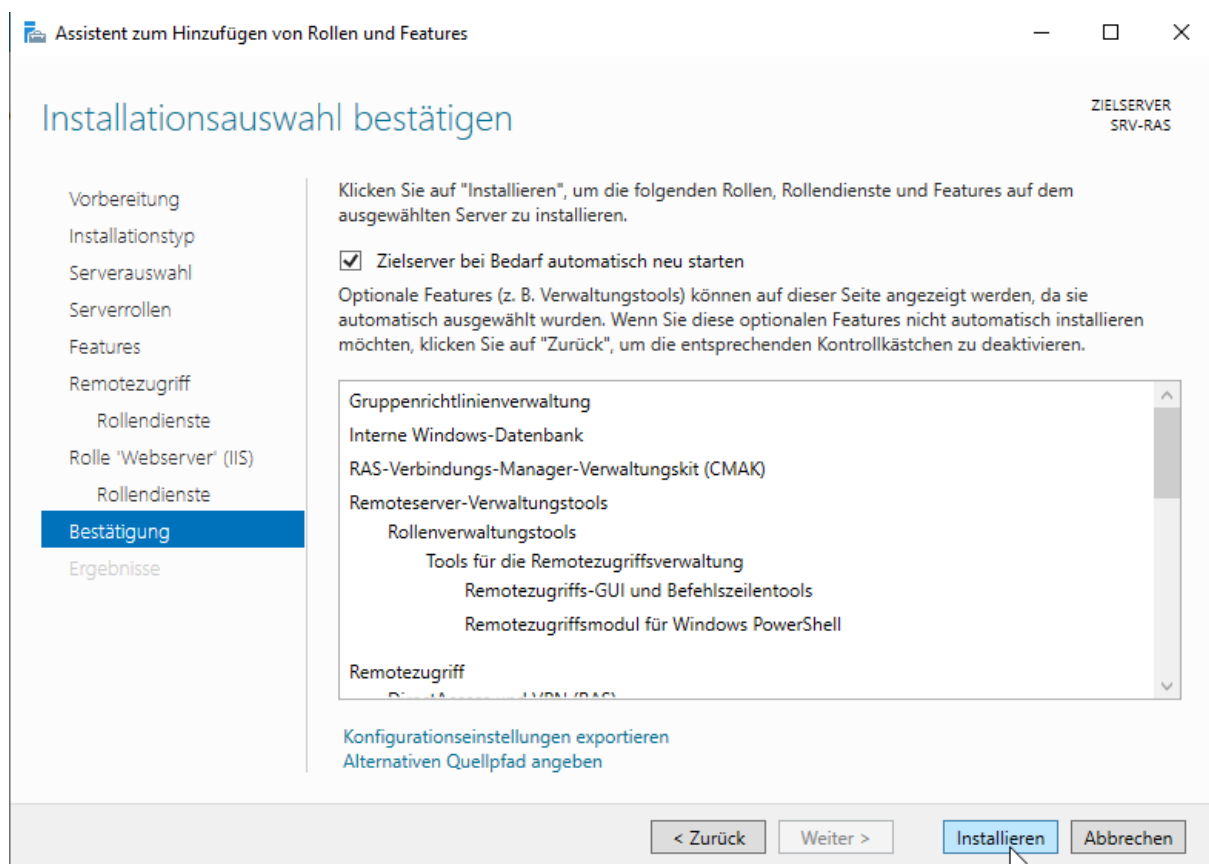 Assistent zum Hinzufügen von Rollen und Features
Installationsauswahl bestätigen
ZIELSERVER
SRV-RAS
Vorbereitung
Installationstyp
Serverauswahl
Serverrollen
Features
Remotezugriff
Rollendienste
Rolle 'Webserver' (IIS)
Rollendienste
Bestätigung
Ergebnisse
Klicken Sie auf "Installieren", um die folgenden Rollen, Rollendienste und Features auf dem
ausgewählten Server zu installieren.
Zielserver bei Bedarf automatisch neu starten
Optionale Features (z. B. Verwaltungstools) können auf dieser Seite angezeigt werden, da sie
automatisch ausgewählt wurden. Wenn Sie diese optionalen Features nicht automatisch installieren
möchten, klicken Sie auf "Zurück", um die entsprechenden Kontrollkästchen zu deaktivieren.
Gruppenrichtlinienverwaltung
Interne Windows-Datenbank
RAS-Verbindungs-Manager-Verwaltungskit (CMAK)
Remoteserver-Verwaltungstools
Rollenverwaltungstools
Tools für die Remotezugriffsverwaltung
Remotezugriffs-GUI und Befehlszeilentools
Remotezugriffsmodul für Windows PowerShell
Remotezugriff
DirectAccess und VPN (RAS)
Konfigurationseinstellungen exportieren
Alternativen Quellpfad angeben
< Zurück
Weiter >
Installieren
Abbrechen